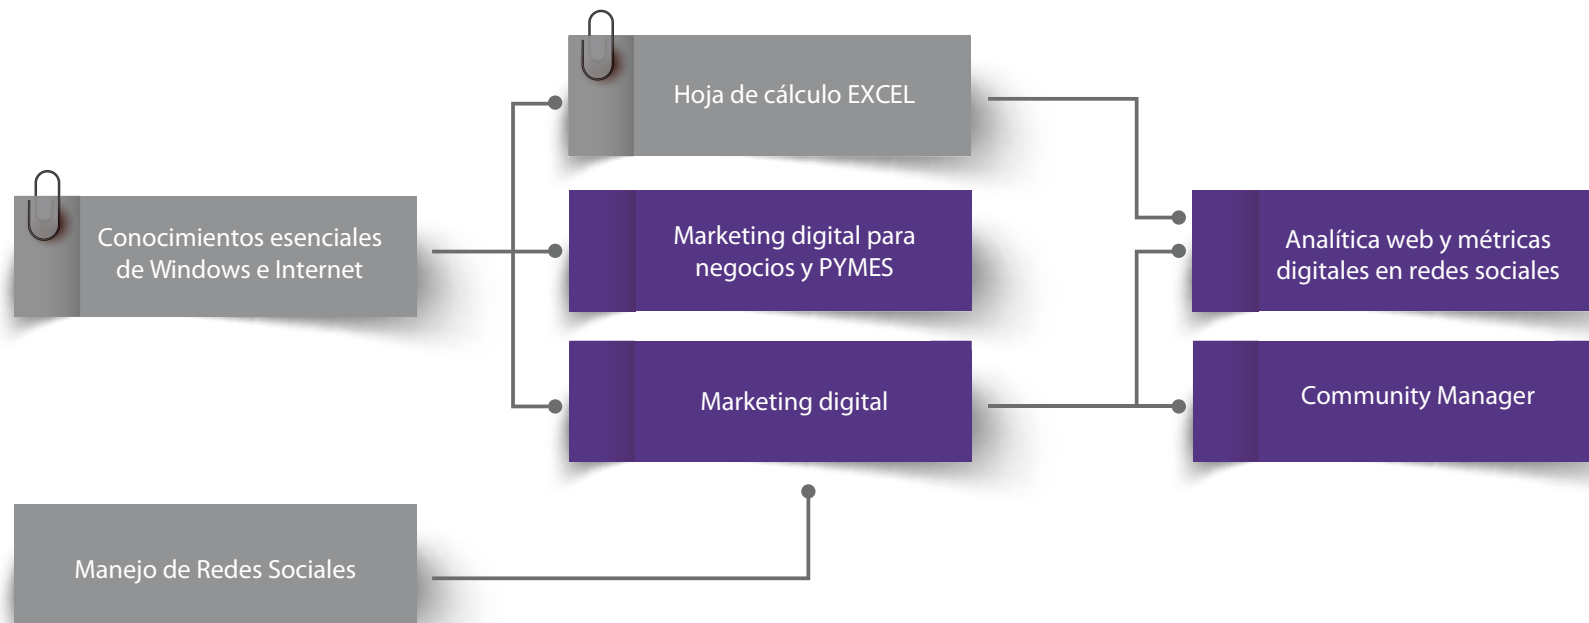 Hoja de cálculo EXCEL
Conocimientos esenciales
de Windows e Internet
Marketing digital para
negocios y PYMES
Analítica web y métricas
digitales en redes sociales
Marketing digital
Community Manager
Manejo de Redes Sociales